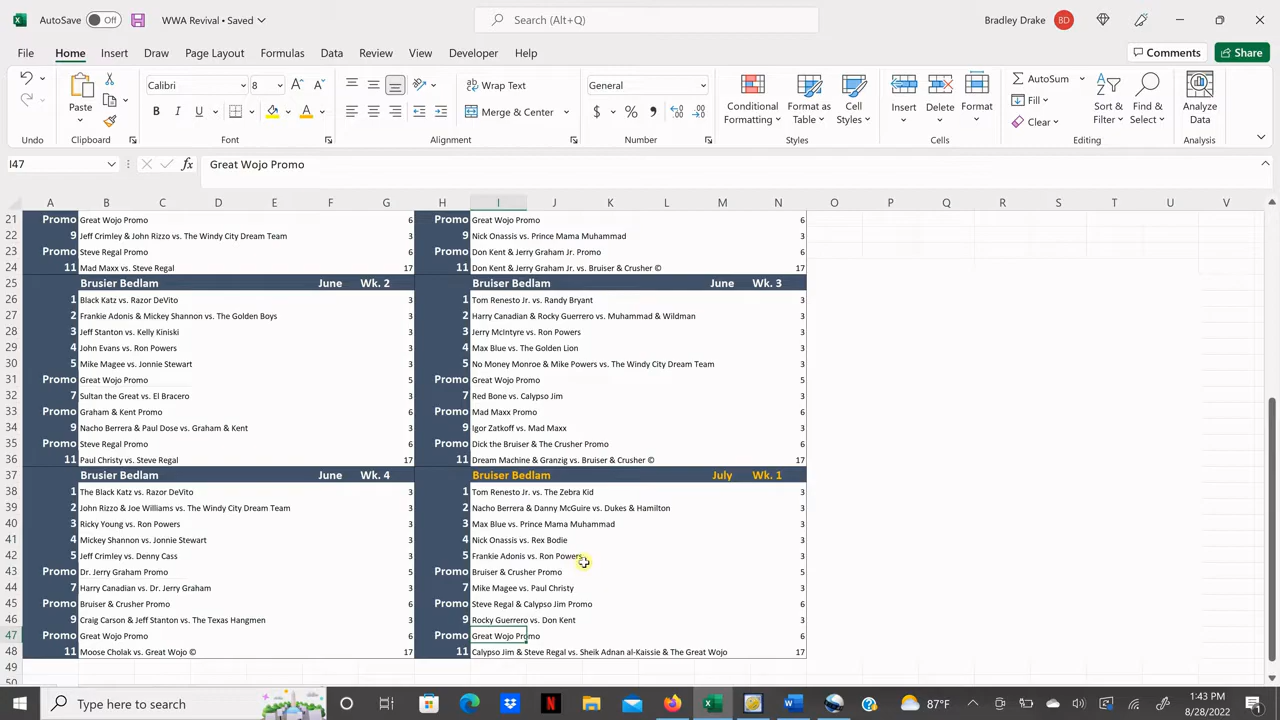 AutoSave Off WWA Revival • Saved Search (Alt+Q) Bradley Drake BD
File Home Insert Draw Page Layout Formulas Data Review View Developer Help Comments Share
Calibri 8 Wrap Text General AutoSum
Paste B I U Merge & Center $ % Conditional Formatting Format as Table Cell Styles Insert Delete Format Fill Clear Sort & Filter Find & Select Analyze Data
Undo Clipboard Font Alignment Number Styles Cells Editing Analysis
I47 fx Great Wojo Promo
A B C D E F G H I J K L M N O P Q R S T U V
21 Promo Great Wojo Promo 6 Promo Great Wojo Promo 6
22 9 Jeff Crimley & John Rizzo vs. The Windy City Dream Team 3 9 Nick Onassis vs. Prince Mama Muhammad 3
23 Promo Steve Regal Promo 6 Promo Don Kent & Jerry Graham Jr. Promo 6
24 11 Mad Maxx vs. Steve Regal 17 11 Don Kent & Jerry Graham Jr. vs. Bruiser & Crusher © 17
25 Brusier Bedlam June Wk. 2 Bruiser Bedlam June Wk. 3
26 1 Black Katz vs. Razor DeVito 3 1 Tom Renesto Jr. vs. Randy Bryant 3
27 2 Frankie Adonis & Mickey Shannon vs. The Golden Boys 3 2 Harry Canadian & Rocky Guerrero vs. Muhammad & Wildman 3
28 3 Jeff Stanton vs. Kelly Kiniski 3 3 Jerry McIntyre vs. Ron Powers 3
29 4 John Evans vs. Ron Powers 3 4 Max Blue vs. The Golden Lion 3
30 5 Mike Magee vs. Jonnie Stewart 3 5 No Money Monroe & Mike Powers vs. The Windy City Dream Team 3
31 Promo Great Wojo Promo 5 Promo Great Wojo Promo 5
32 7 Sultan the Great vs. El Bracero 3 7 Red Bone vs. Calypso Jim 3
33 Promo Graham & Kent Promo 6 Promo Mad Maxx Promo 6
34 9 Nacho Berrera & Paul Dose vs. Graham & Kent 3 9 Igor Zatkoff vs. Mad Maxx 3
35 Promo Steve Regal Promo 6 Promo Dick the Bruiser & The Crusher Promo 6
36 11 Paul Christy vs. Steve Regal 17 11 Dream Machine & Granzig vs. Bruiser & Crusher © 17
37 Brusier Bedlam June Wk. 4 Bruiser Bedlam July Wk. 1
38 1 The Black Katz vs. Razor DeVito 3 1 Tom Renesto Jr. vs. The Zebra Kid 3
39 2 John Rizzo & Joe Williams vs. The Windy City Dream Team 3 2 Nacho Berrera & Danny McGuire vs. Dukes & Hamilton 3
40 3 Ricky Young vs. Ron Powers 3 3 Max Blue vs. Prince Mama Muhammad 3
41 4 Mickey Shannon vs. Jonnie Stewart 3 4 Nick Onassis vs. Rex Bodie 3
42 5 Jeff Crimley vs. Denny Cass 3 5 Frankie Adonis vs. Ron Powers 3
43 Promo Dr. Jerry Graham Promo 5 Promo Bruiser & Crusher Promo 5
44 7 Harry Canadian vs. Dr. Jerry Graham 3 7 Mike Magee vs. Paul Christy 3
45 Promo Bruiser & Crusher Promo 6 Promo Steve Regal & Calypso Jim Promo 6
46 9 Craig Carson & Jeff Stanton vs. The Texas Hangmen 3 9 Rocky Guerrero vs. Don Kent 3
47 Promo Great Wojo Promo 6 Promo Great Wojo Promo 6
48 11 Moose Cholak vs. Great Wojo © 17 11 Calypso Jim & Steve Regal vs. Sheik Adnan al-Kaissie & The Great Wojo 17
49
50
Type here to search 87°F 1:43 PM
8/28/2022